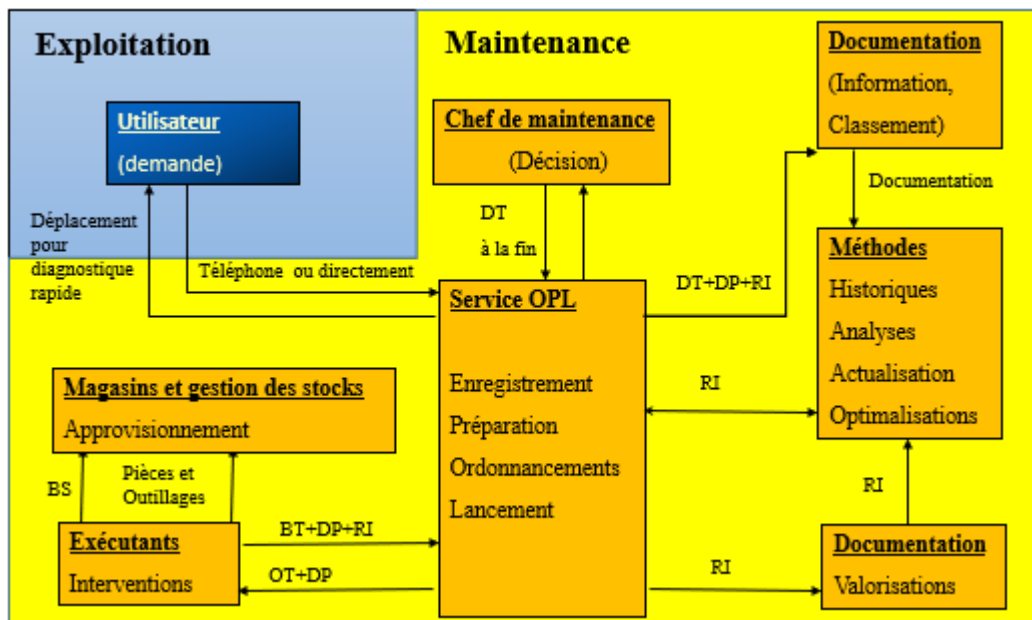 Exploitation
Maintenance
Documentation
(Information,
Classement)
Utilisateur
(demande)
Chef de maintenance
(Décision)
Documentation
Déplacement
pour
diagnostique
rapide
Téléphone ou directement
DT
à la fin
DT+DP+RI
Méthodes
Historiques
Analyses
Actualisation
Optimalisations
Service OPL
Enregistrement
Préparation
Ordonnancements
Lancement
RI
Magasins et gestion des stocks
Approvisionnement
BS
Pièces et
Outillages
RI
Exécutants
Interventions
BT+DP+RI
OT+DP
RI
Documentation
Valorisations